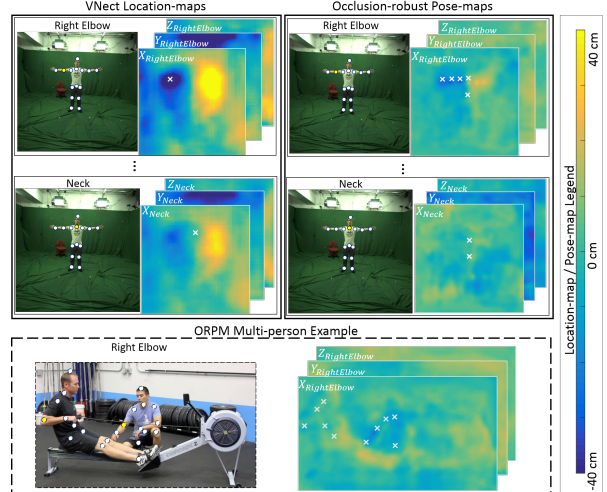 VNect Location-maps
Right Elbow
Z_RightElbow
Y_RightElbow
X_RightElbow
Neck
Z_Neck
Y_Neck
X_Neck
Occlusion-robust Pose-maps
Right Elbow
Z_RightElbow
Y_RightElbow
X_RightElbow
Neck
Z_Neck
Y_Neck
X_Neck
ORPM Multi-person Example
Right Elbow
Z_RightElbow
Y_RightElbow
X_RightElbow
Location-map / Pose-map Legend
40 cm
0 cm
-40 cm